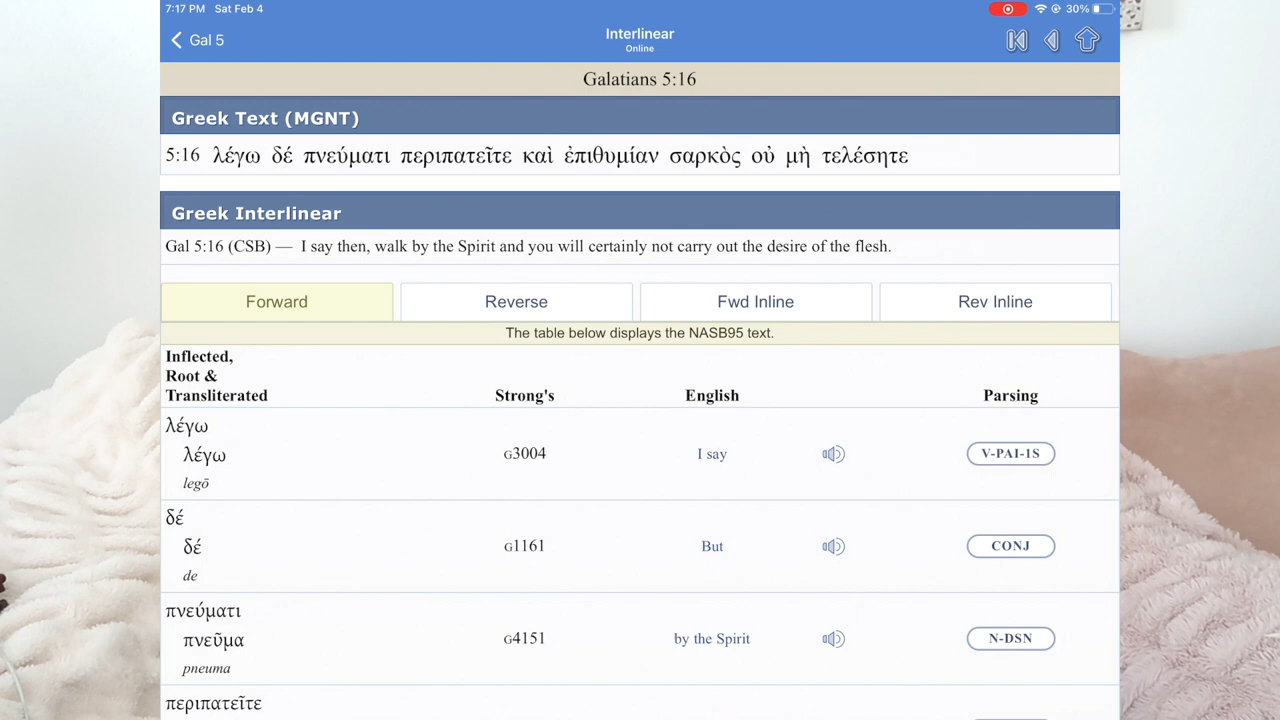 7:17 PM Sat Feb 4
30%
Gal 5
Interlinear
Online
Galatians 5:16
Greek Text (MGNT)
5:16 λέγω δέ πνεύματι περιπατεῖτε καὶ ἐπιθυμίαν σαρκὸς οὐ μὴ τελέσητε
Greek Interlinear
Gal 5:16 (CSB) — I say then, walk by the Spirit and you will certainly not carry out the desire of the flesh.
Forward Reverse Fwd Inline Rev Inline
The table below displays the NASB95 text.
Inflected,
Root &
Transliterated Strong's English Parsing
λέγω
λέγω G3004 I say V-PAI-1S
legō
δέ
δέ G1161 But CONJ
de
πνεύματι
πνεῦμα G4151 by the Spirit N-DSN
pneuma
περιπατεῖτε